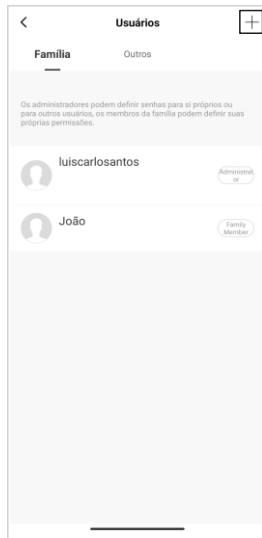 Usuários
Família Outros
Os administradores podem definir senhas para si próprios ou
para outros usuários, os membros da família podem definir suas
próprias permissões.
luiscarlosantos
Administrat
or
João
Family
Member